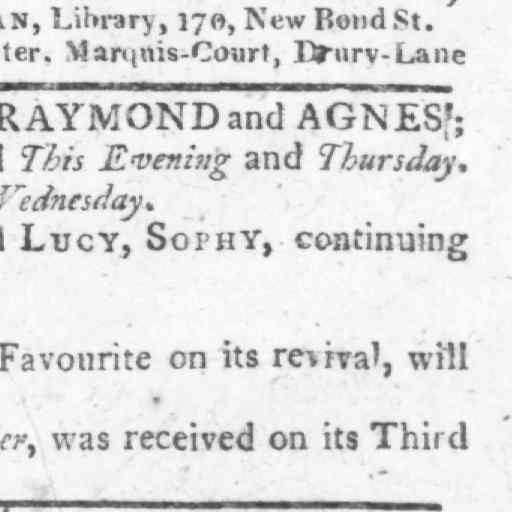 AN, Library, 170, New Bond St.
ter. Marquis-Court, Drury-Lane
RAYMOND and AGNES;
This Evening and Thursday.
Wednesday.
LUCY, SOPHY, continuing
Favourite on its revival, will
er, was received on its Third